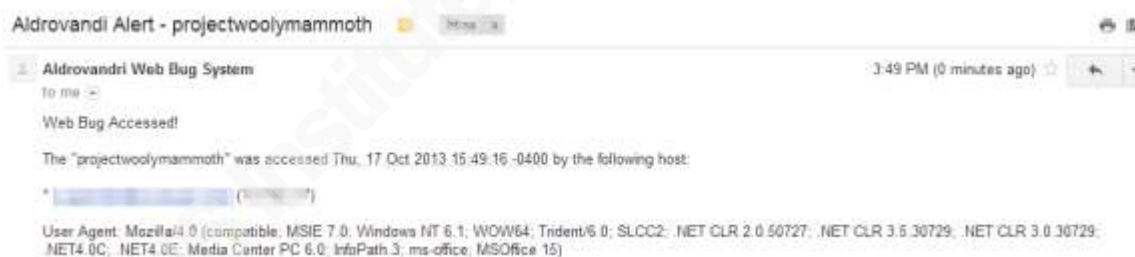 Aldrovandi Alert - projectwoolymammoth
Aldrovandri Web Bug System
3:49 PM (0 minutes ago)
to me
Web Bug Accessed!
The "projectwoolymammoth" was accessed Thu, 17 Oct 2013 15:49:16 -0400 by the following host:
*
User Agent: Mozilla/4.0 (compatible; MSIE 7.0; Windows NT 6.1; WOW64; Trident/6.0; SLCC2; .NET CLR 2.0.50727; .NET CLR 3.5.30729; .NET CLR 3.0.30729;
.NET4.0C; .NET4.0E; Media Center PC 6.0; InfoPath.3; ms-office; MSOffice 15)